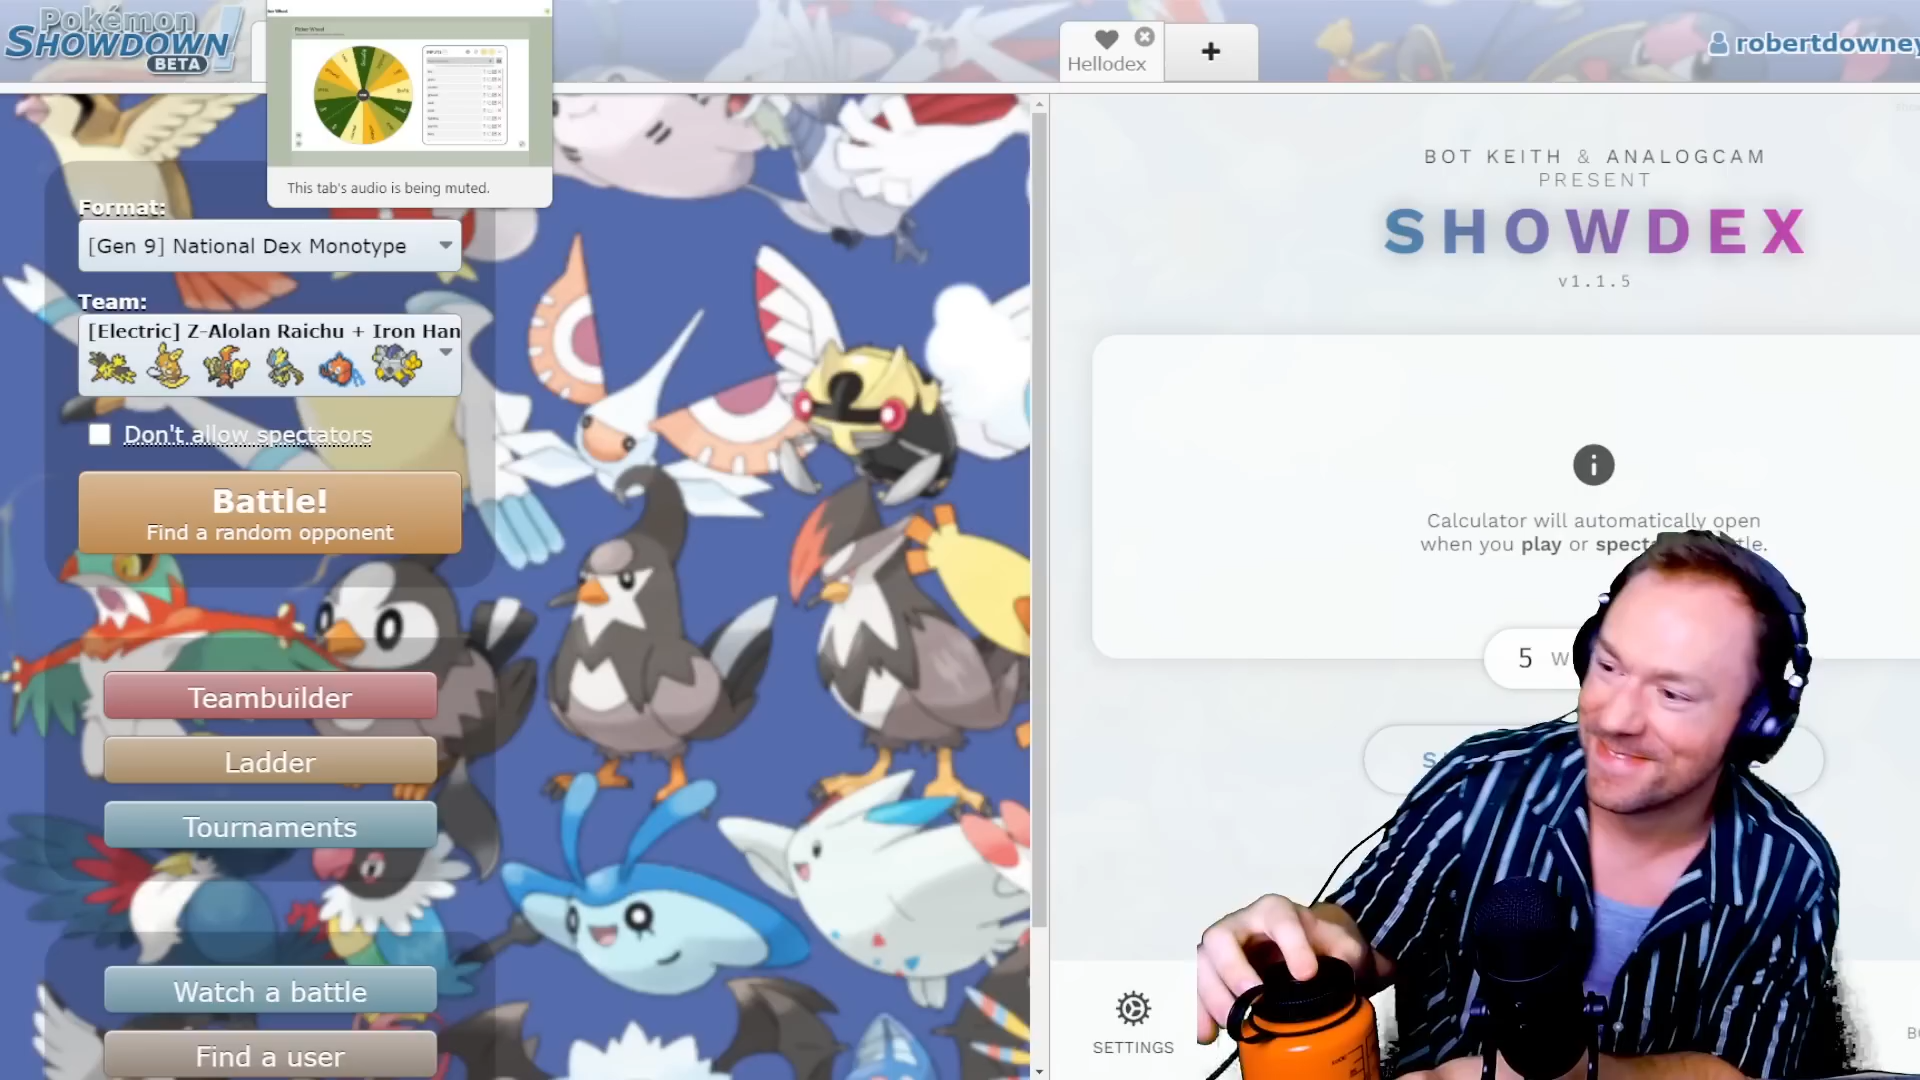 Pokémon
SHOWDOWN!
BETA
This tab's audio is being muted.
Hellodex
+
robertdowney
Format:
[Gen 9] National Dex Monotype
Team:
[Electric] Z-Alolan Raichu + Iron Han
Don't allow spectators
Battle!
Find a random opponent
Teambuilder
Ladder
Tournaments
Watch a battle
Find a user
BOT KEITH & ANALOGCAM
PRESENT
SHOWDEX
v1.1.5
Calculator will automatically open
when you play or spect tle.
5 W
SETTINGS